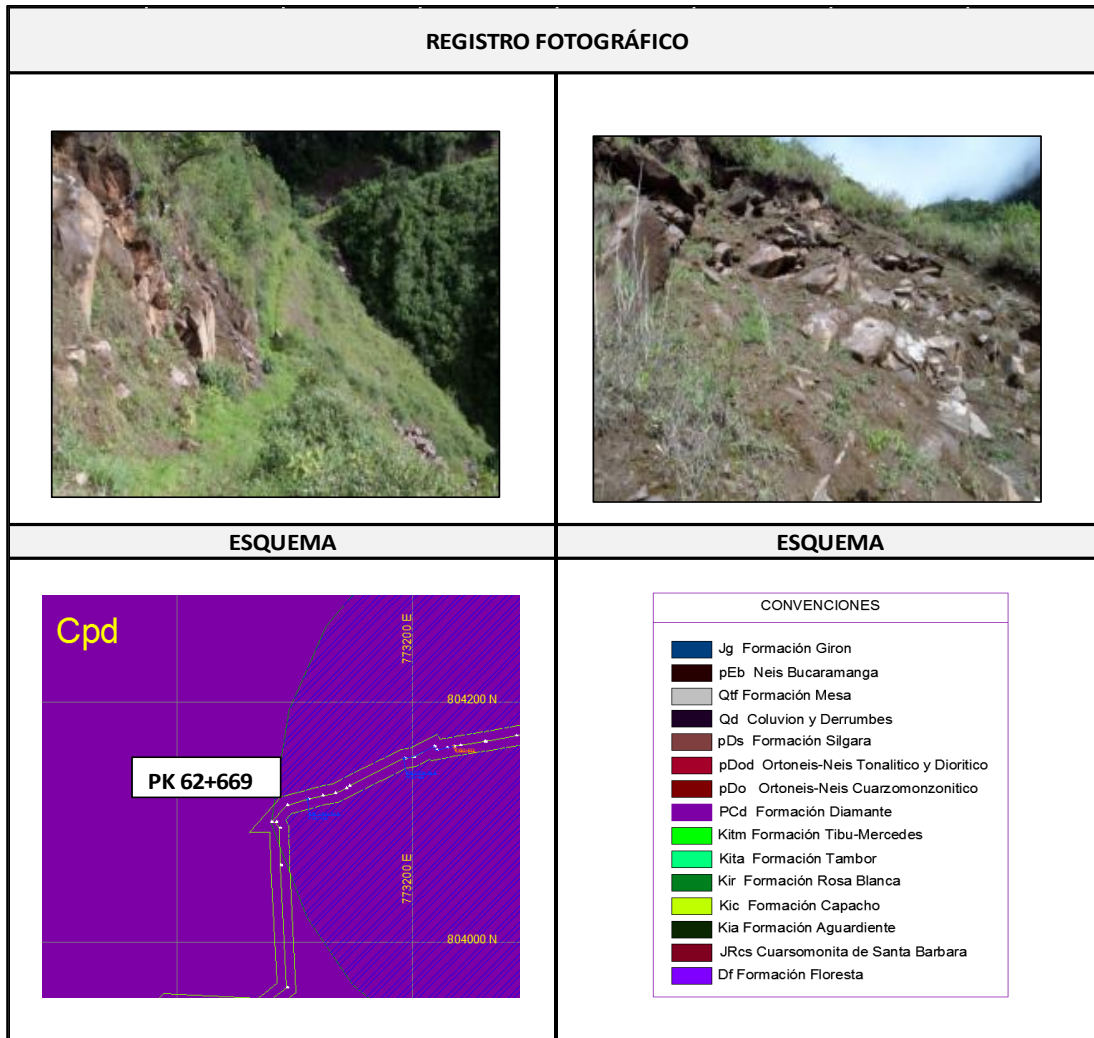 REGISTRO FOTOGRÁFICO
ESQUEMA
ESQUEMA
Cpd
773200 E
804200 N
PK 62+669
773200 E
804000 N
CONVENCIONES
Jg Formación Giron
pEb Neis Bucaramanga
Qtf Formación Mesa
Qd Coluvion y Derrumbes
pDs Formación Silgara
pDod Ortoneis-Neis Tonalitico y Dioritico
pDo Ortoneis-Neis Cuarzomonzonitico
PCd Formación Diamante
Kitm Formación Tibu-Mercedes
Kita Formación Tambor
Kir Formación Rosa Blanca
Kic Formación Capacho
Kia Formación Aguardiente
JRcs Cuarsomonita de Santa Barbara
Df Formación Floresta